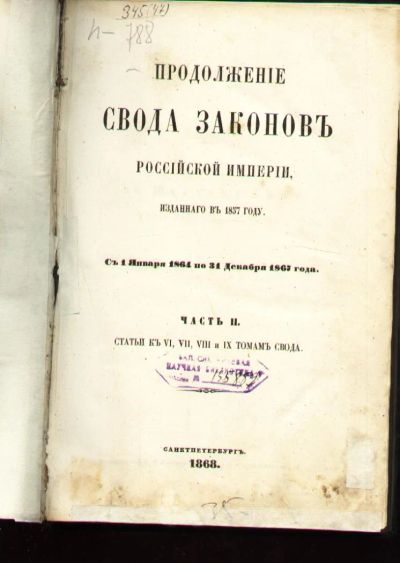 345(47)
788
ПРОДОЛЖЕНІЕ
СВОДА ЗАКОНОВЪ
РОССІЙСКОЙ ИМПЕРІИ,
ИЗДАННАГО ВЪ 1857 ГОДУ.
Съ 1 Января 1864 по 31 Декабря 1867 года.
ЧАСТЬ II.
СТАТЬИ КЪ VI, VII, VIII и IX ТОМАМЪ СВОДА.
НАУЧНАЯ
№
САНКТПЕТЕРБУРГЪ.
1868.